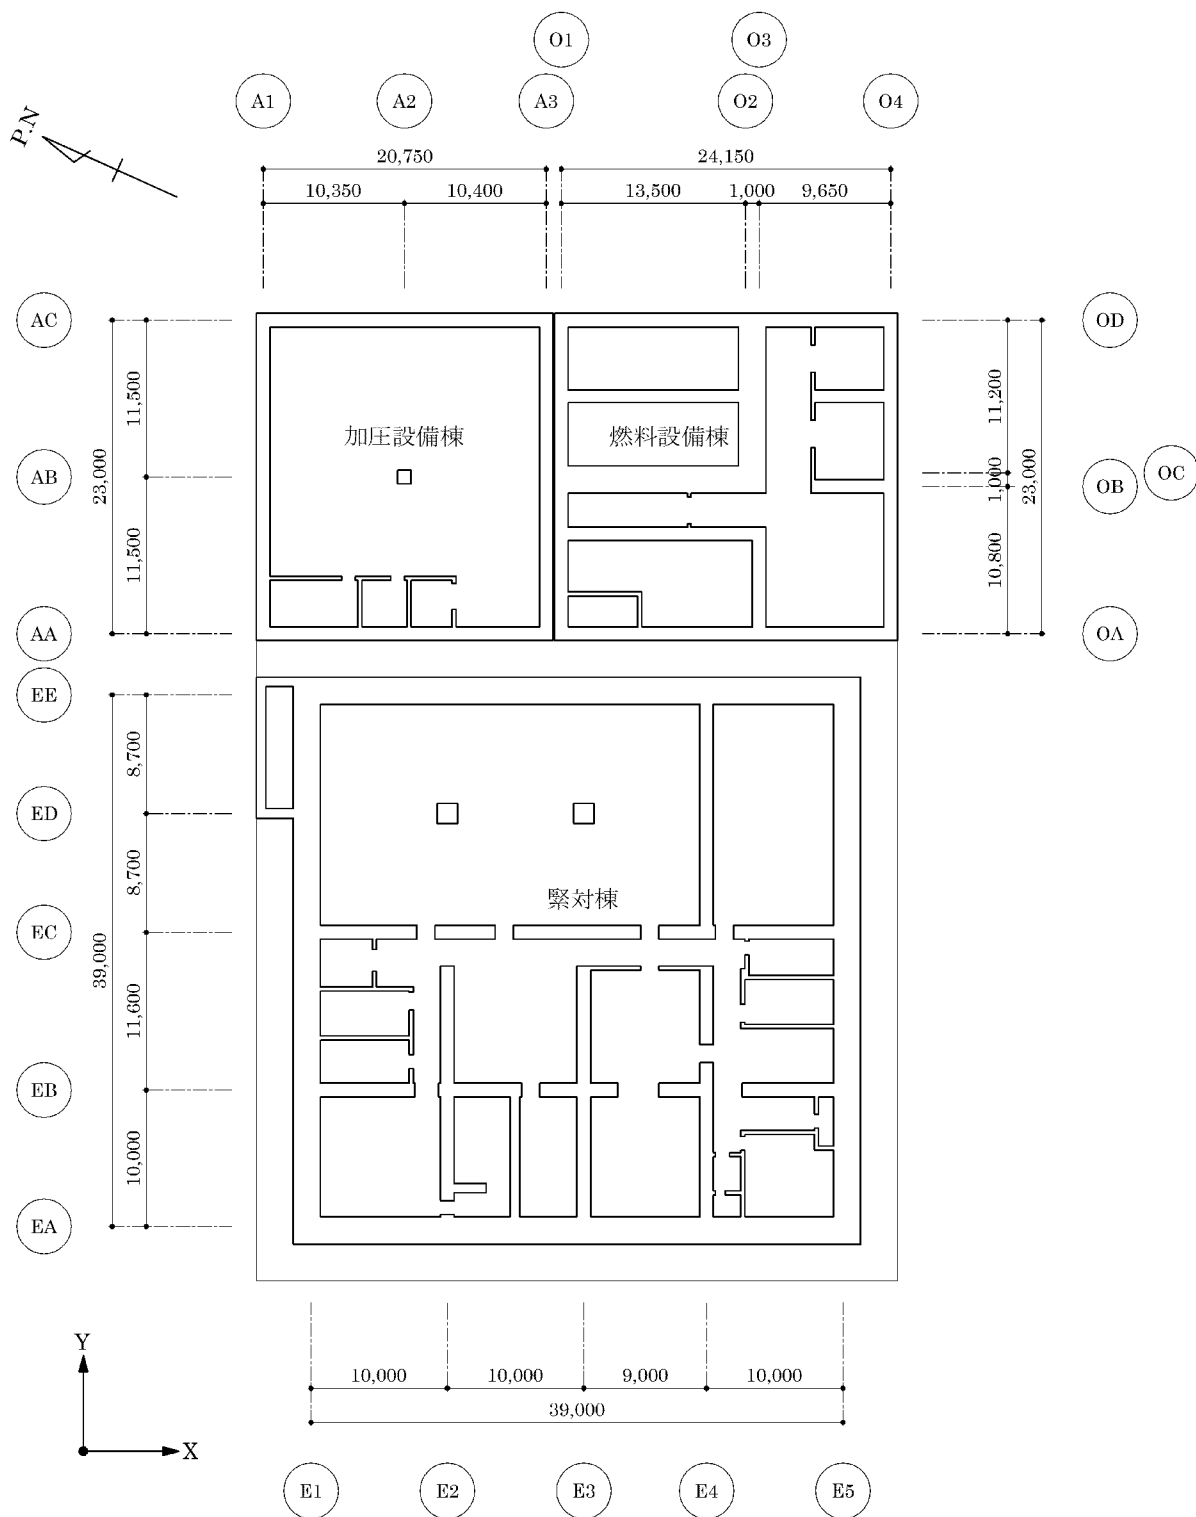 O1 O3
A1 A2 A3 O2 O4
P.N
20,750 24,150
10,350 10,400 13,500 1,000 9,650
AC OD
11,500 11,200
加圧設備棟 燃料設備棟
AB 23,000 1,000 23,000 OB OC
11,500 10,800
AA OA
EE
8,700
ED
8,700
緊対棟
EC
39,000
11,600
EB
10,000
EA
Y
10,000 10,000 9,000 10,000
39,000
X
E1 E2 E3 E4 E5